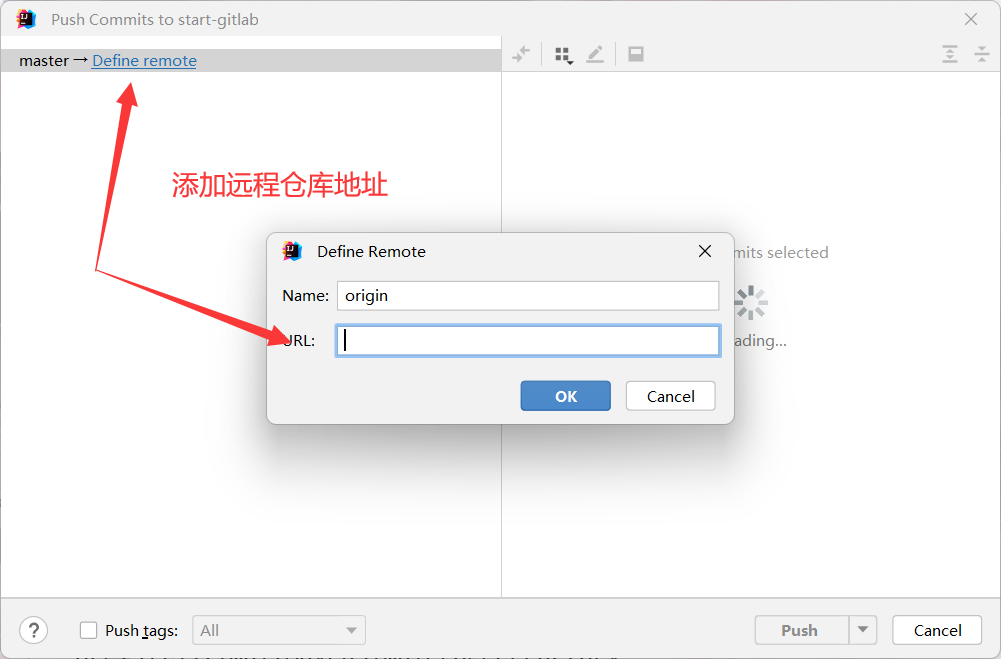 Push Commits to start-gitlab
master → Define remote
添加远程仓库地址
Define Remote
mits selected
Name: origin
URL:
ading...
OK
Cancel
? Push tags: All
Push
Cancel